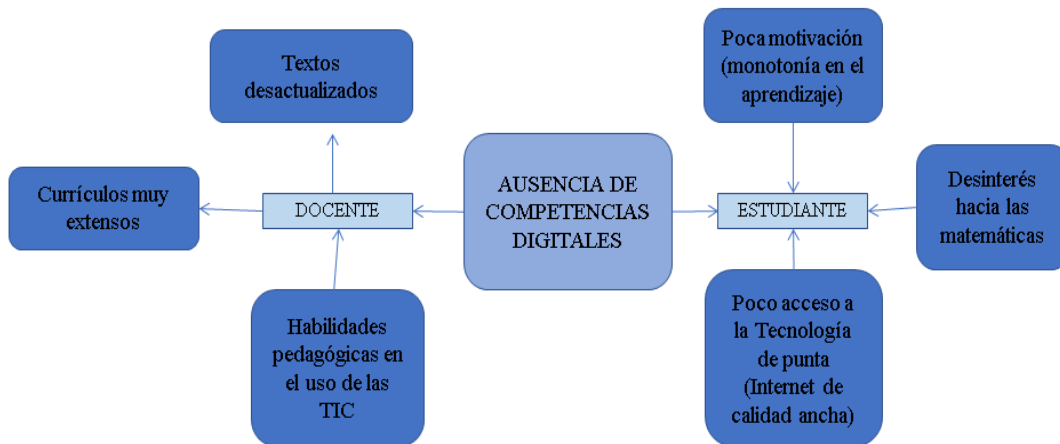 Textos
desactualizados
Poca motivación
(monotonía en el
aprendizaje)
Currículos muy
extensos
DOCENTE
AUSENCIA DE
COMPETENCIAS
DIGITALES
ESTUDIANTE
Desinterés
hacia las
matemáticas
Habilidades
pedagógicas en
el uso de las
TIC
Poco acceso a
la Tecnología
de punta
(Internet de
calidad ancha)